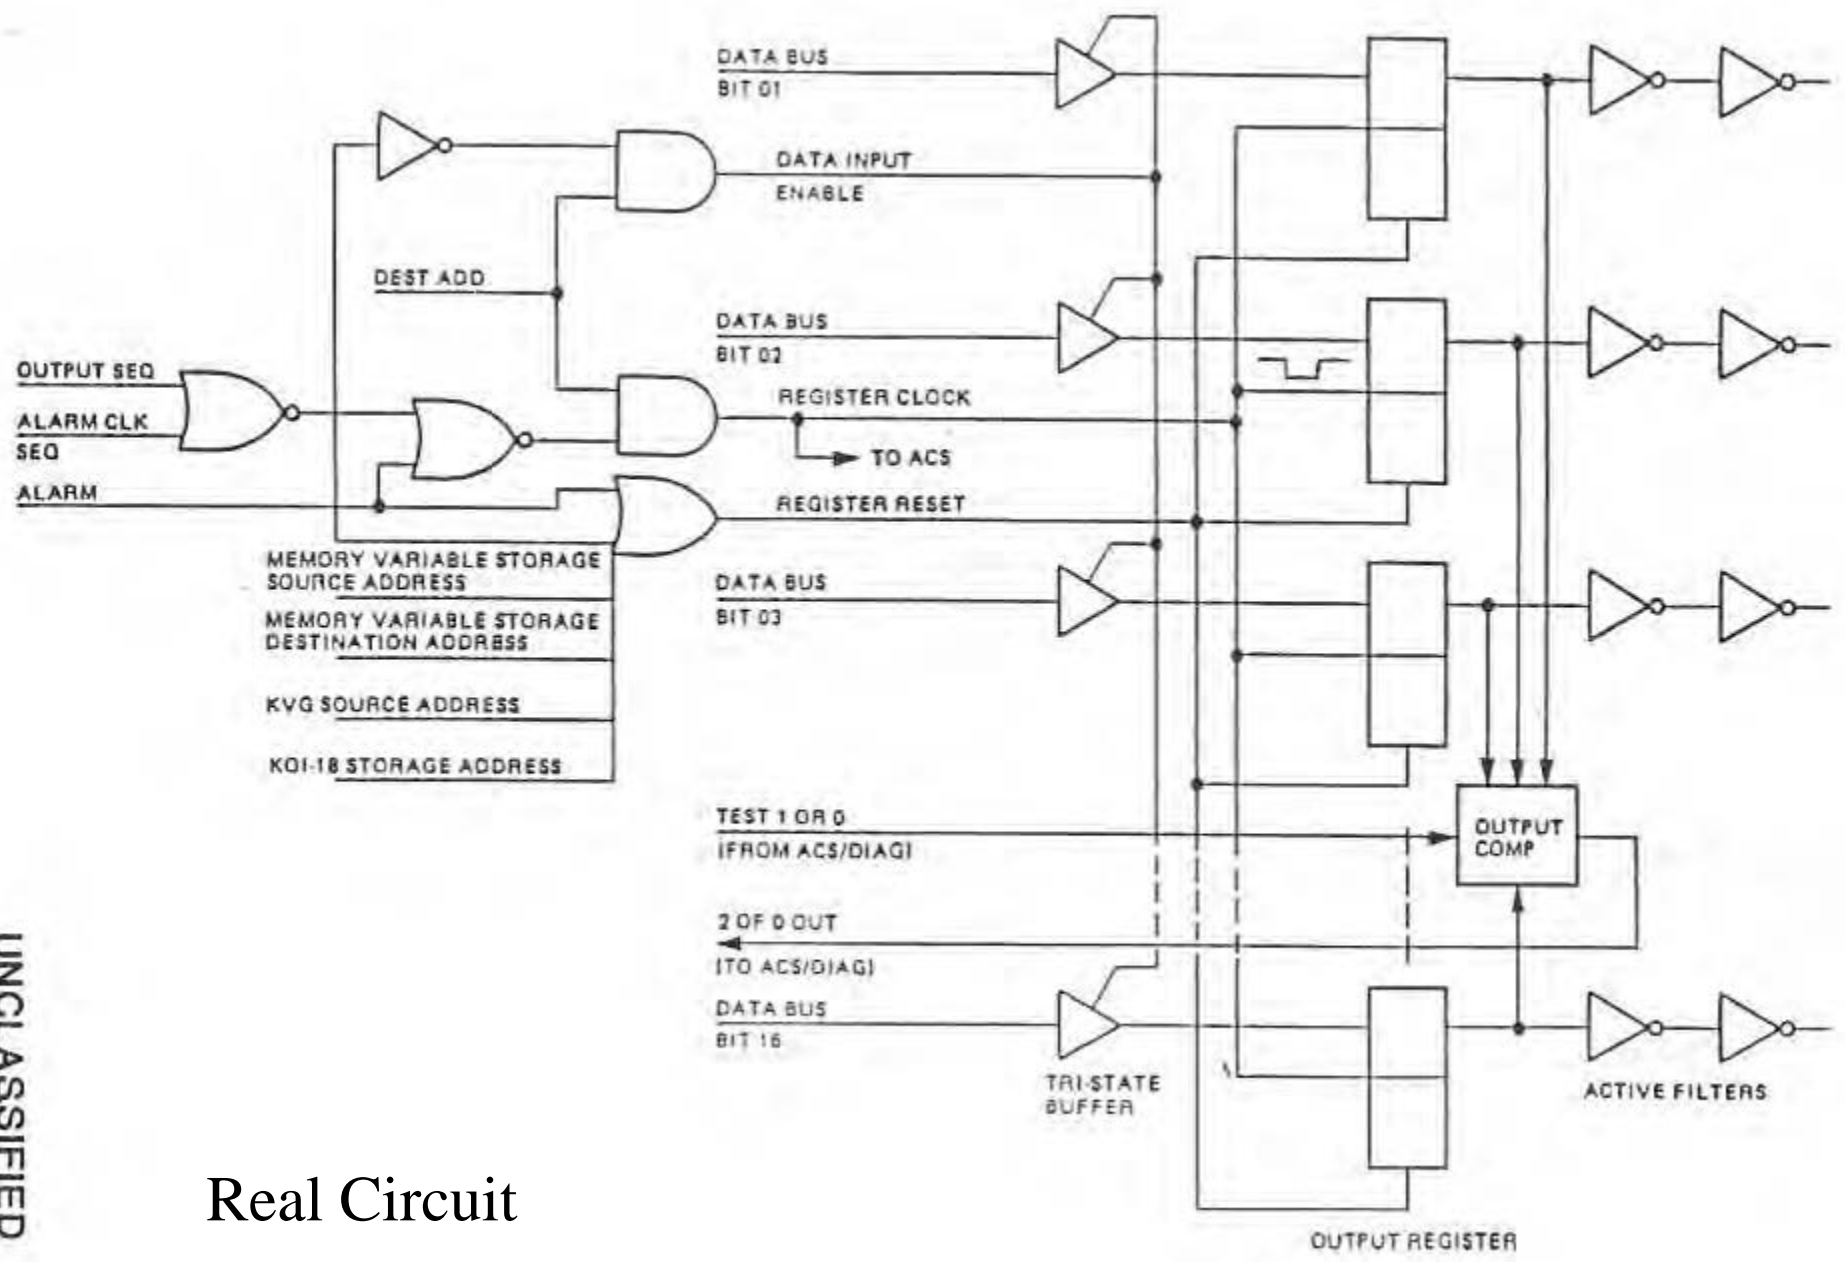 DATA BUS
BIT 01
DATA INPUT
ENABLE
DEST ADD
DATA BUS
BIT 02
OUTPUT SEQ
ALARM CLK
SEQ
ALARM
REGISTER CLOCK
TO ACS
REGISTER RESET
MEMORY VARIABLE STORAGE
SOURCE ADDRESS
MEMORY VARIABLE STORAGE
DESTINATION ADDRESS
KVG SOURCE ADDRESS
KOI-18 STORAGE ADDRESS
DATA BUS
BIT 03
TEST 1 OR 0
(FROM ACS/DIAG)
OUTPUT
COMP
2 OF 0 OUT
(TO ACS/DIAG)
DATA BUS
BIT 16
TRI-STATE
BUFFER
ACTIVE FILTERS
OUTPUT REGISTER
UNCLASSIFIED
Real Circuit